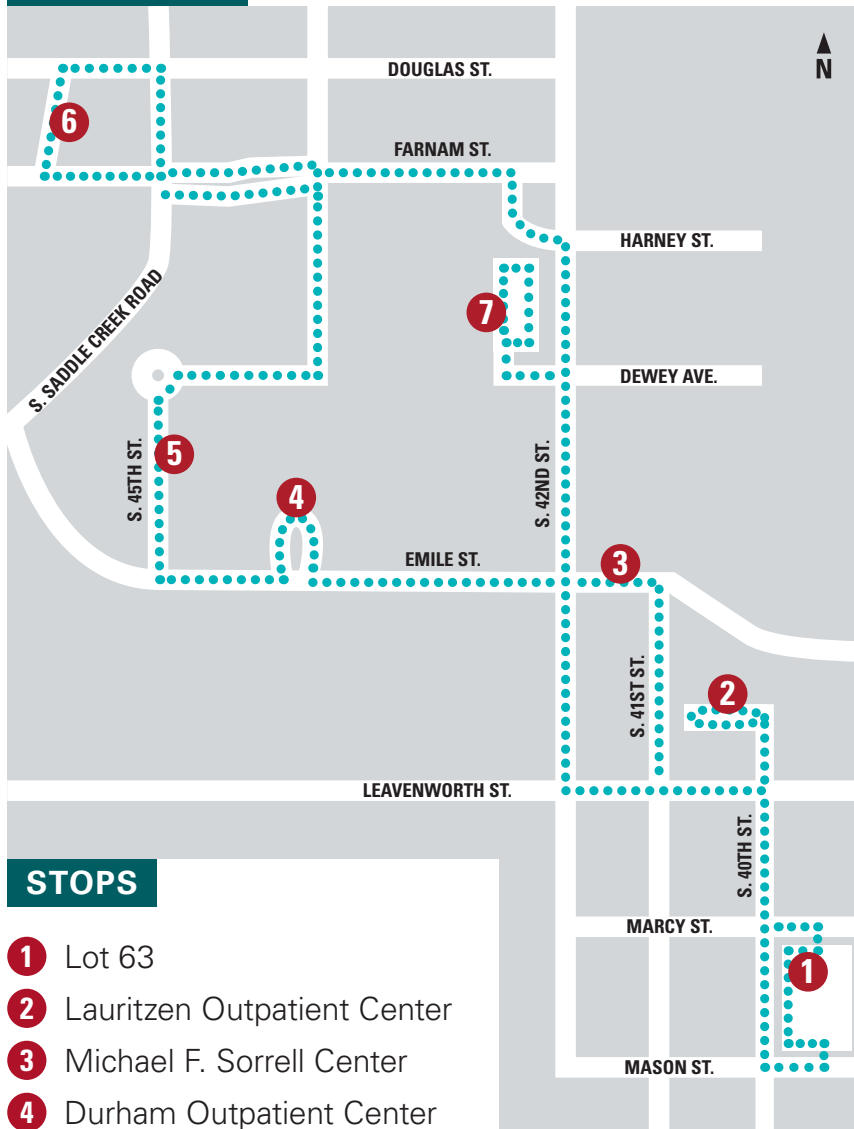 DOUGLAS ST.
N
6
FARNAM ST.
HARNEY ST.
7
S. SADDLE CREEK ROAD
DEWEY AVE.
S. 45TH ST.
5
S. 42ND ST.
4
EMILE ST.
3
S. 41ST ST.
2
LEAVENWORTH ST.
S. 40TH ST.
STOPS
MARCY ST.
1 Lot 63
1
2 Lauritzen Outpatient Center
3 Michael F. Sorrell Center
MASON ST.
4 Durham Outpatient Center